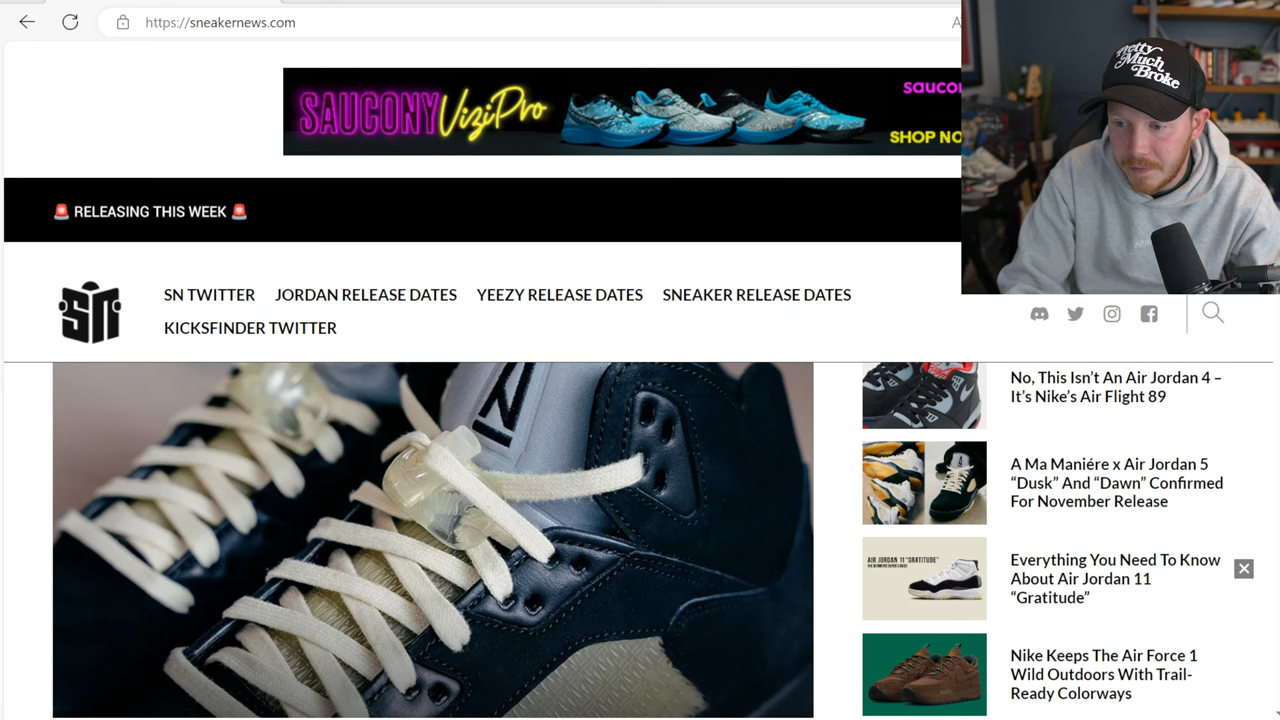 https://sneakernews.com
SAUCONY ViziPro
SHOP NO
🚨 RELEASING THIS WEEK 🚨
SN
SN TWITTER JORDAN RELEASE DATES YEEZY RELEASE DATES SNEAKER RELEASE DATES
KICKSFINDER TWITTER
Pretty
Much
Broke
No, This Isn’t An Air Jordan 4 –
It’s Nike’s Air Flight 89
A Ma Maniére x Air Jordan 5
“Dusk” And “Dawn” Confirmed
For November Release
AIR JORDAN 11 “GRATITUDE”
Everything You Need To Know
About Air Jordan 11
“Gratitude”
Nike Keeps The Air Force 1
Wild Outdoors With Trail-
Ready Colorways